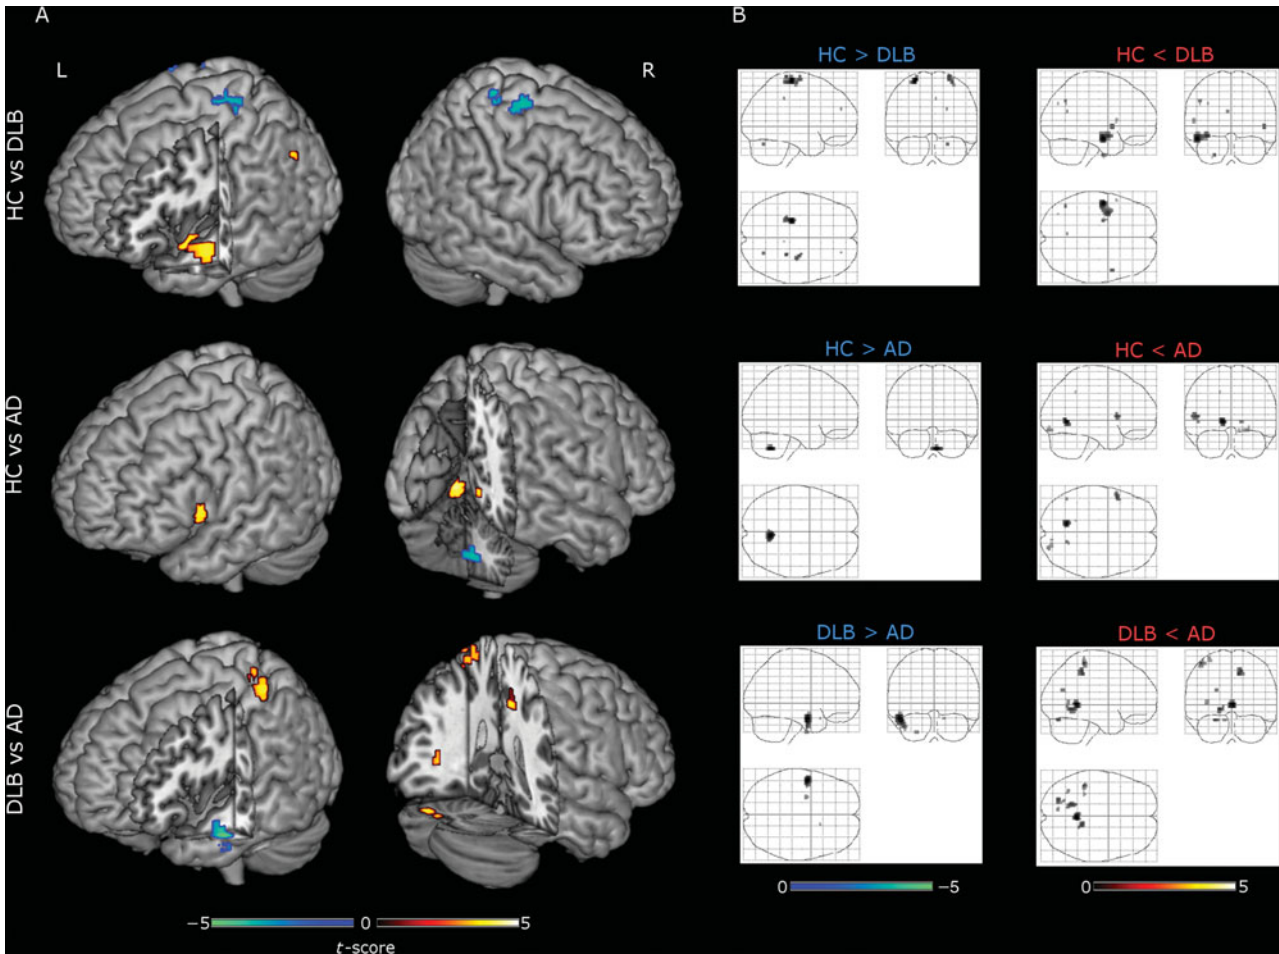 A
B
L
R
HC vs DLB
HC > DLB
HC < DLB
HC vs AD
HC > AD
HC < AD
DLB vs AD
DLB > AD
DLB < AD
0 −5
0 5
−5 0 5
t-score